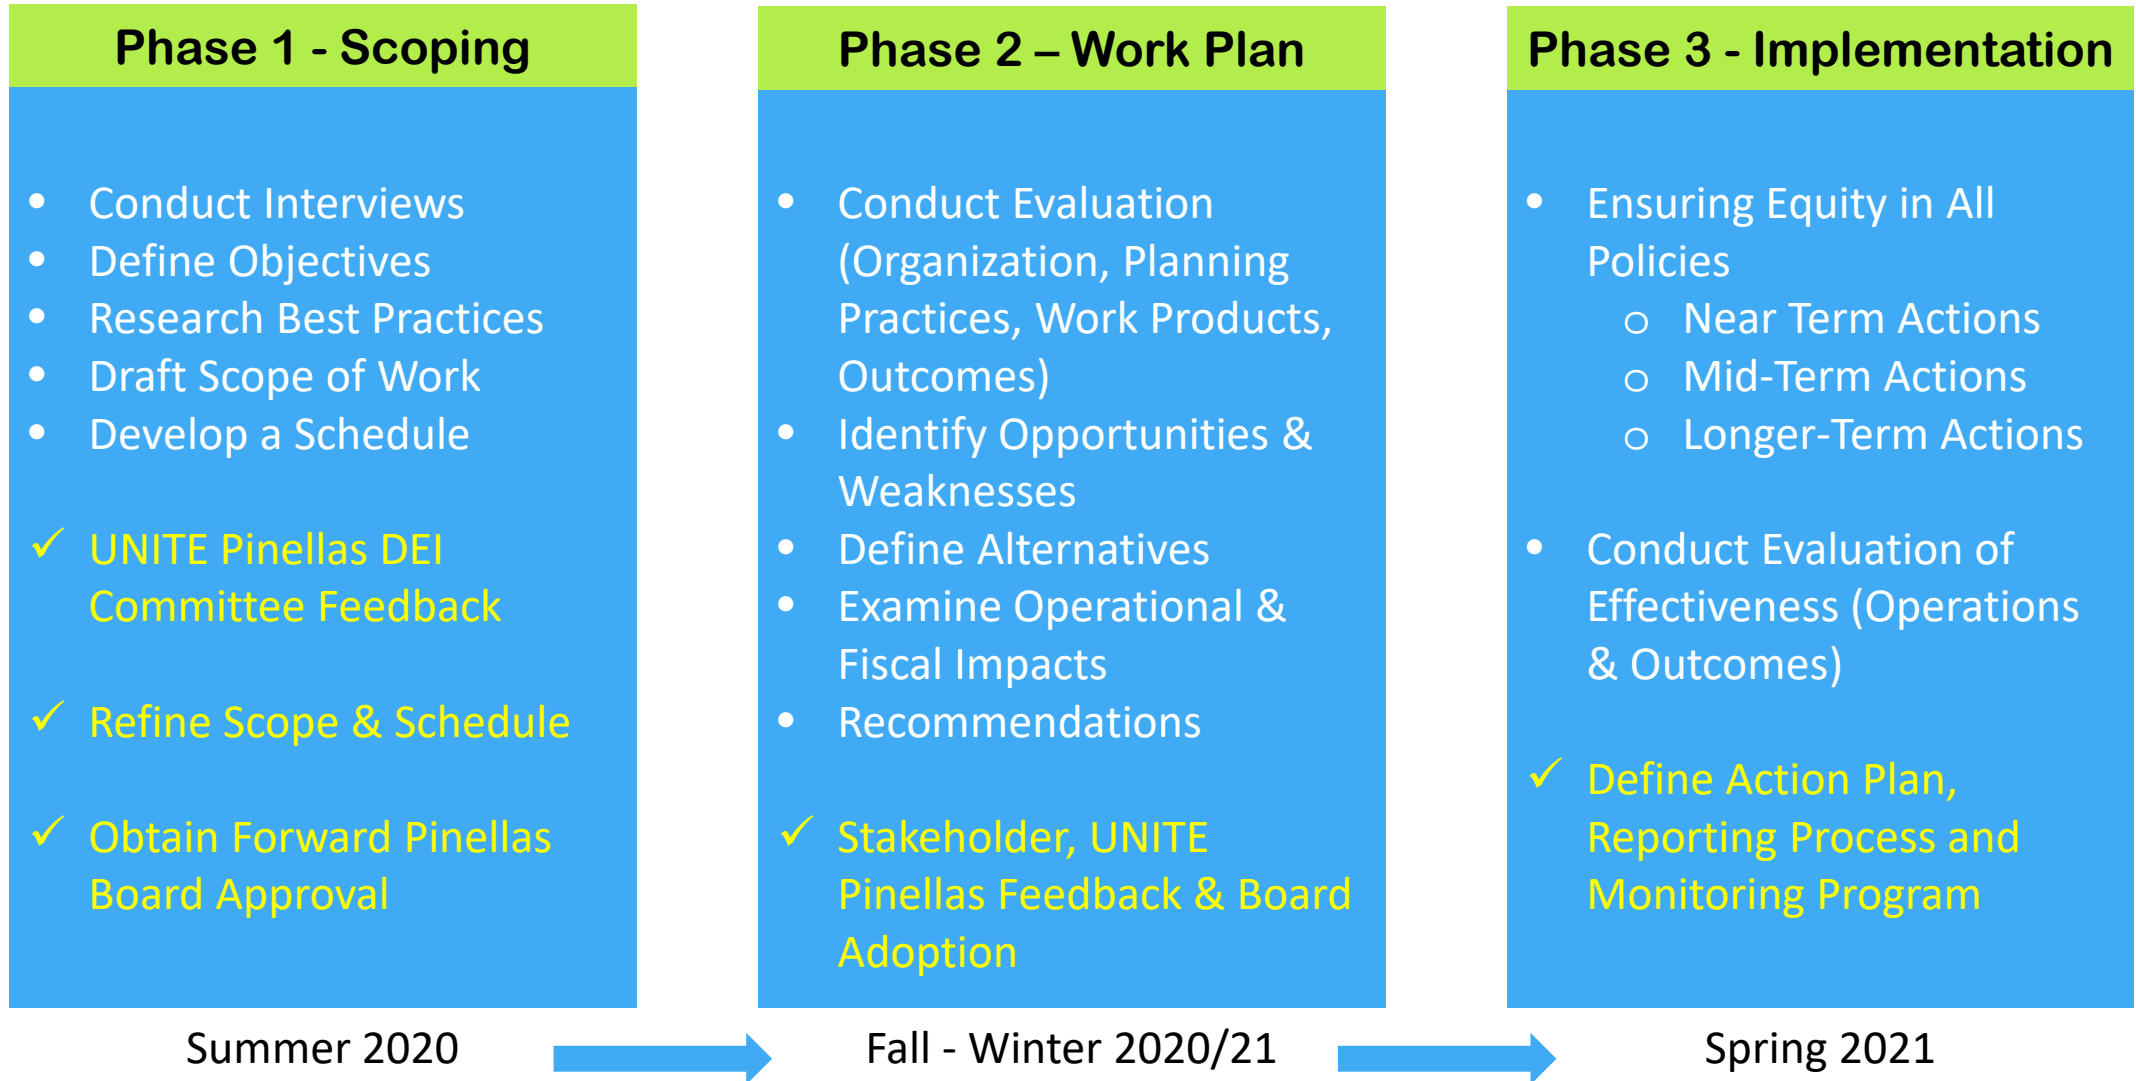 Phase 1 - Scoping
• Conduct Interviews
• Define Objectives
• Research Best Practices
• Draft Scope of Work
• Develop a Schedule
✓ UNITE Pinellas DEI
Committee Feedback
✓ Refine Scope & Schedule
✓ Obtain Forward Pinellas
Board Approval
Summer 2020
Phase 2 – Work Plan
• Conduct Evaluation
(Organization, Planning
Practices, Work Products,
Outcomes)
• Identify Opportunities &
Weaknesses
• Define Alternatives
• Examine Operational &
Fiscal Impacts
• Recommendations
✓ Stakeholder, UNITE
Pinellas Feedback & Board
Adoption
Fall - Winter 2020/21
Phase 3 - Implementation
• Ensuring Equity in All
Policies
o Near Term Actions
o Mid-Term Actions
o Longer-Term Actions
• Conduct Evaluation of
Effectiveness (Operations
& Outcomes)
✓ Define Action Plan,
Reporting Process and
Monitoring Program
Spring 2021